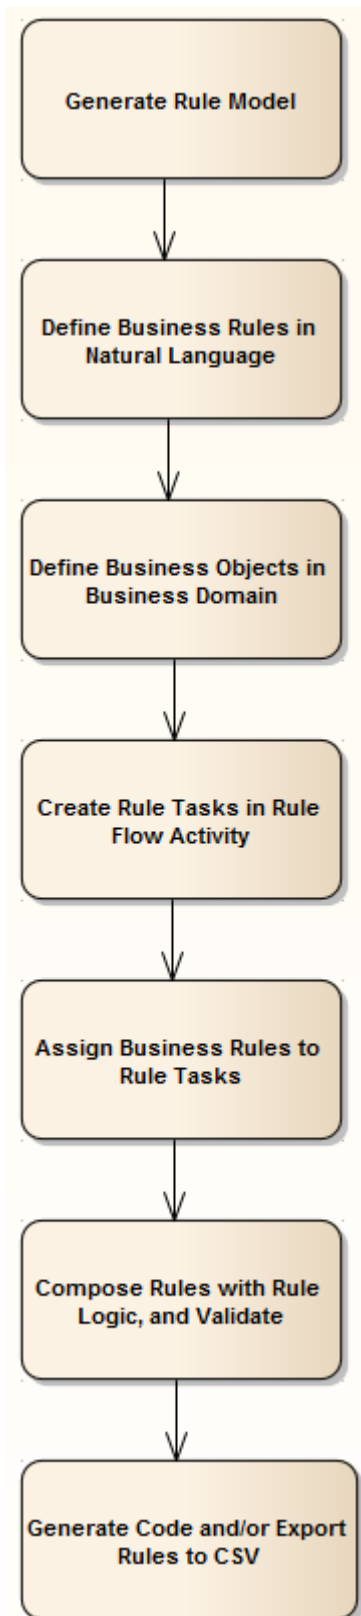 Generate Rule Model
Define Business Rules in
Natural Language
Define Business Objects in
Business Domain
Create Rule Tasks in Rule
Flow Activity
Assign Business Rules to
Rule Tasks
Compose Rules with Rule
Logic, and Validate
Generate Code and/or Export
Rules to CSV